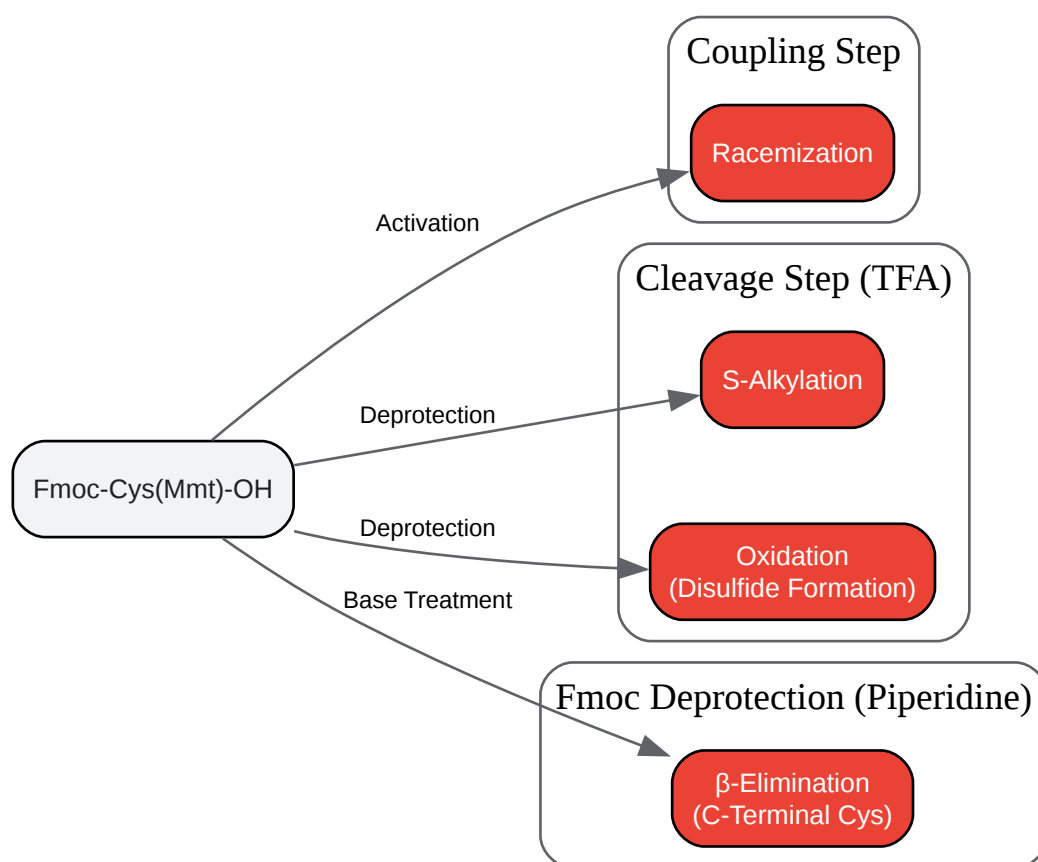 Coupling Step
Racemization
Activation
Cleavage Step (TFA)
S-Alkylation
Deprotection
Fmoc-Cys(Mmt)-OH
Deprotection
Oxidation
(Disulfide Formation)
Base Treatment
Fmoc Deprotection (Piperidine)
β-Elimination
(C-Terminal Cys)